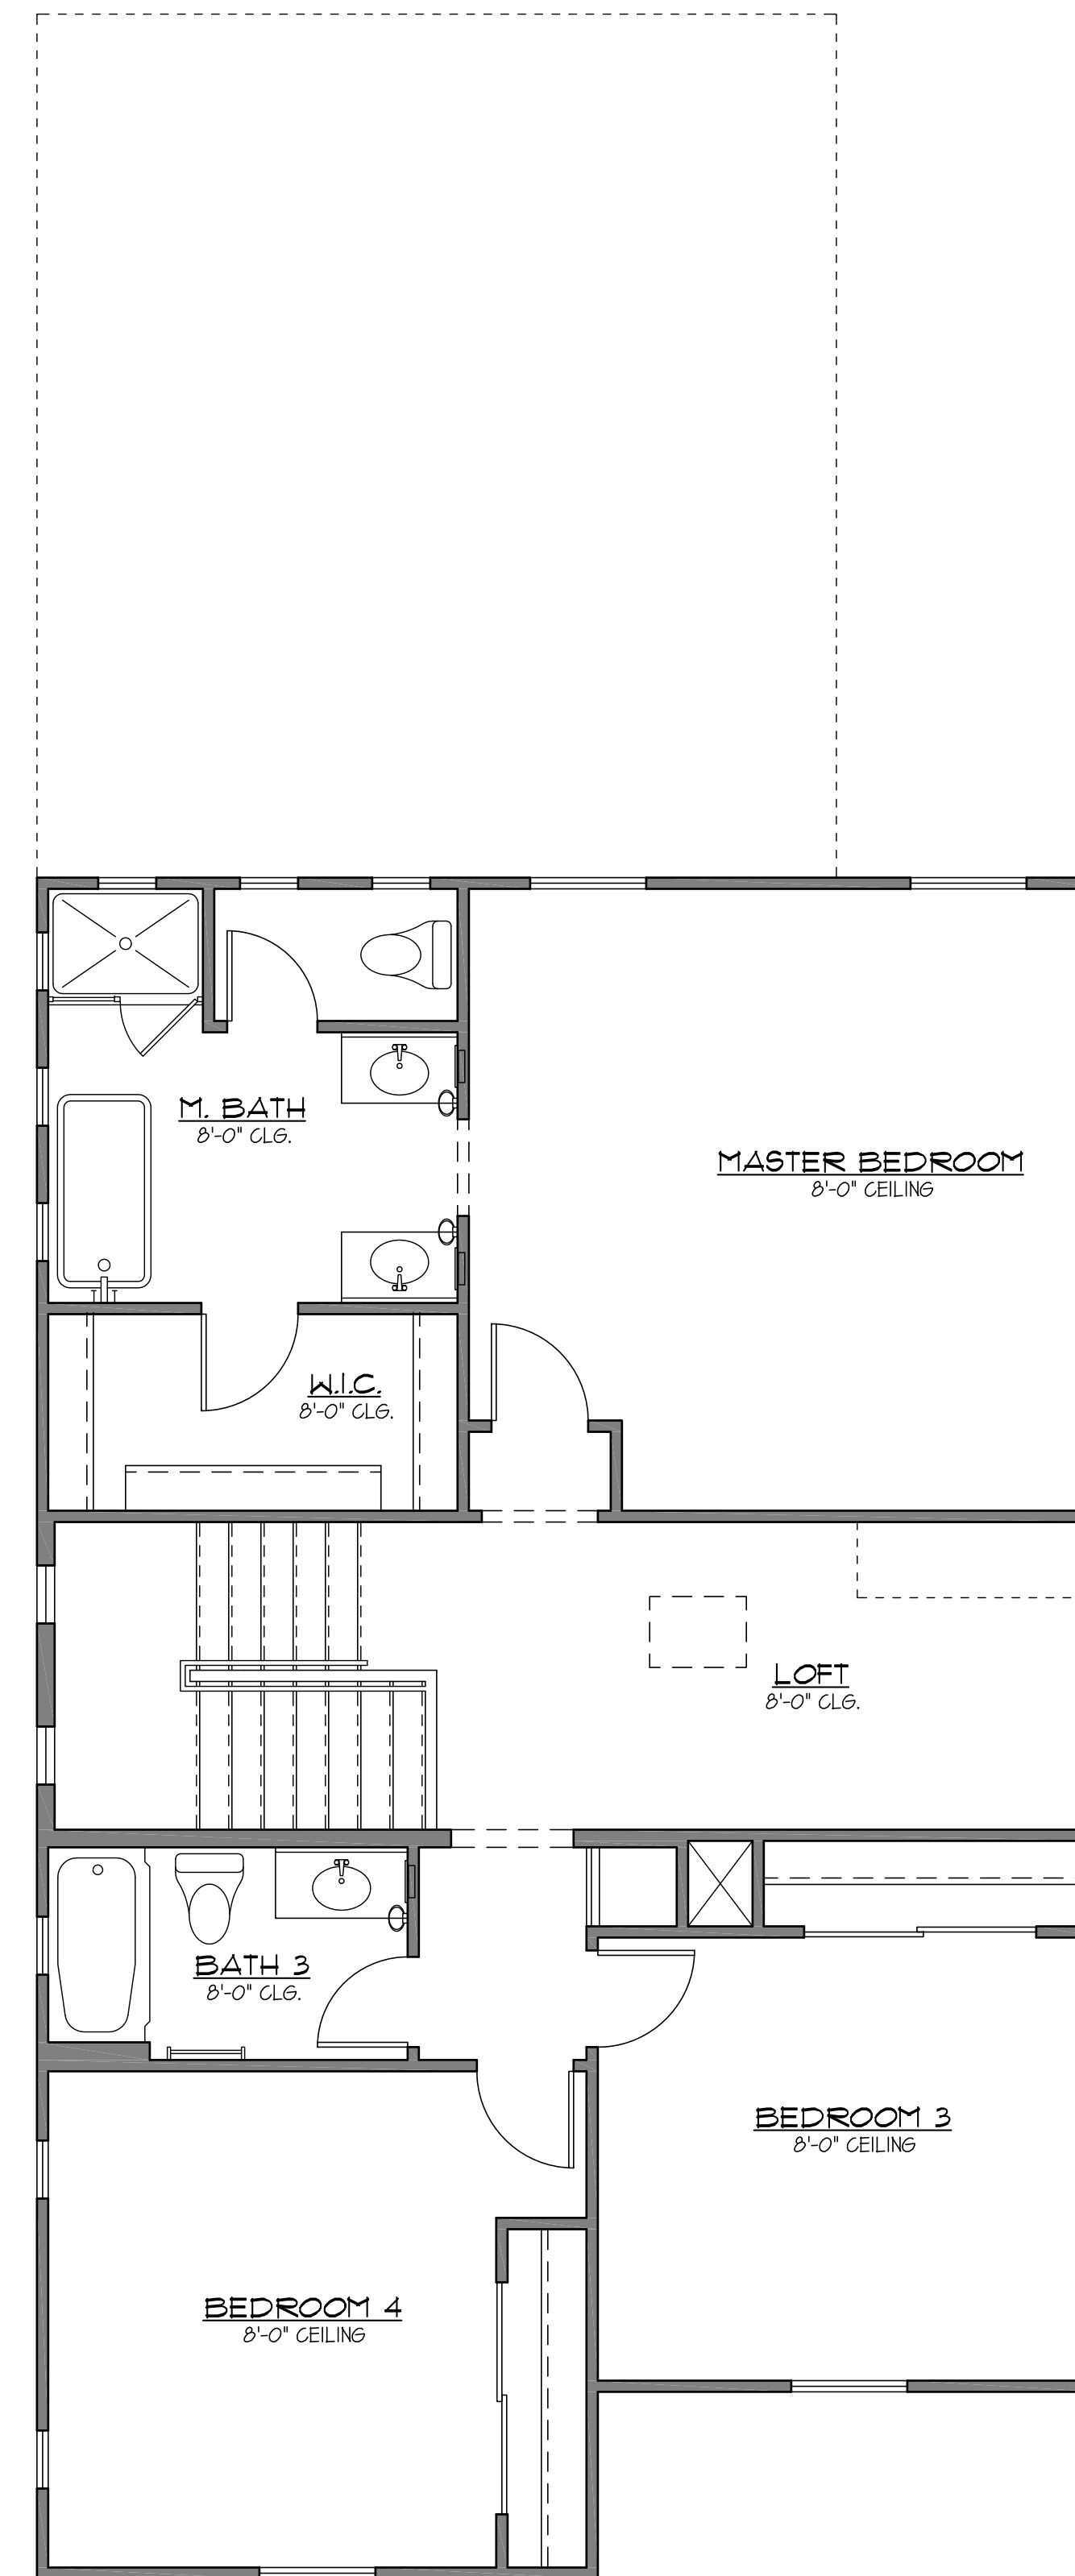 M. BATH
8'-0" CLG.
MASTER BEDROOM
8'-0" CEILING
W.I.C.
8'-0" CLG.
LOFT
8'-0" CLG.
BATH 3
8'-0" CLG.
BEDROOM 3
8'-0" CEILING
BEDROOM 4
8'-0" CEILING